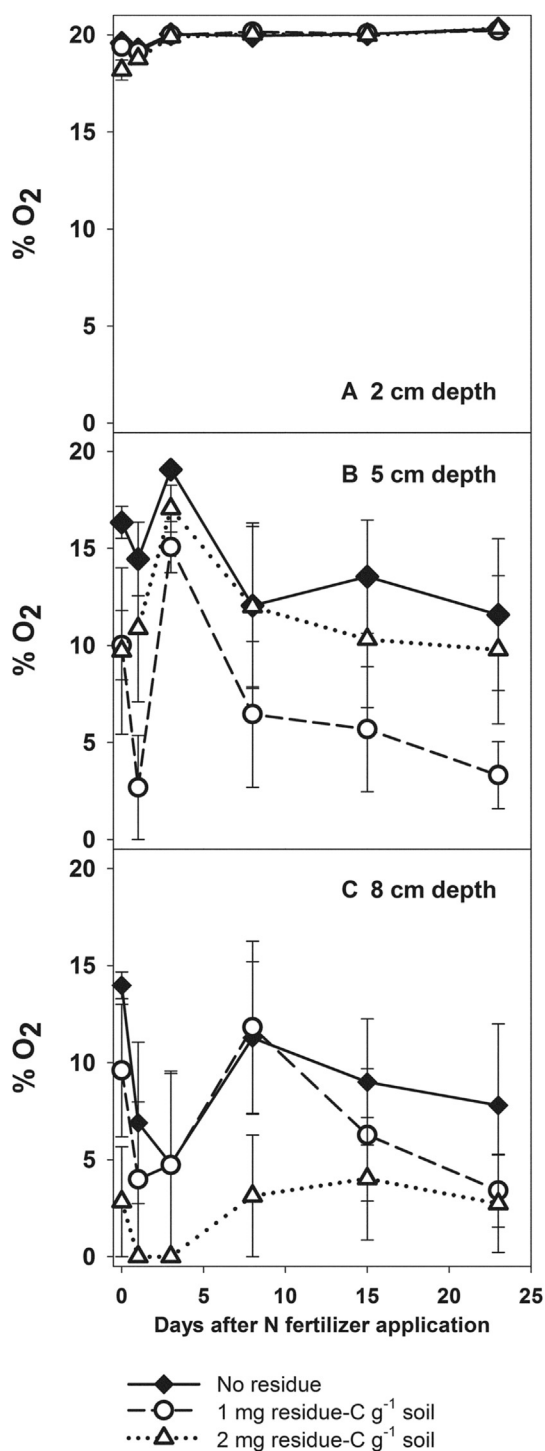 20
15
% O2
10
5
A 2 cm depth
0
20
B 5 cm depth
15
% O2
10
5
0
20
C 8 cm depth
15
% O2
10
5
0
0 5 10 15 20 25
Days after N fertilizer application
No residue
1 mg residue-C g⁻¹ soil
2 mg residue-C g⁻¹ soil